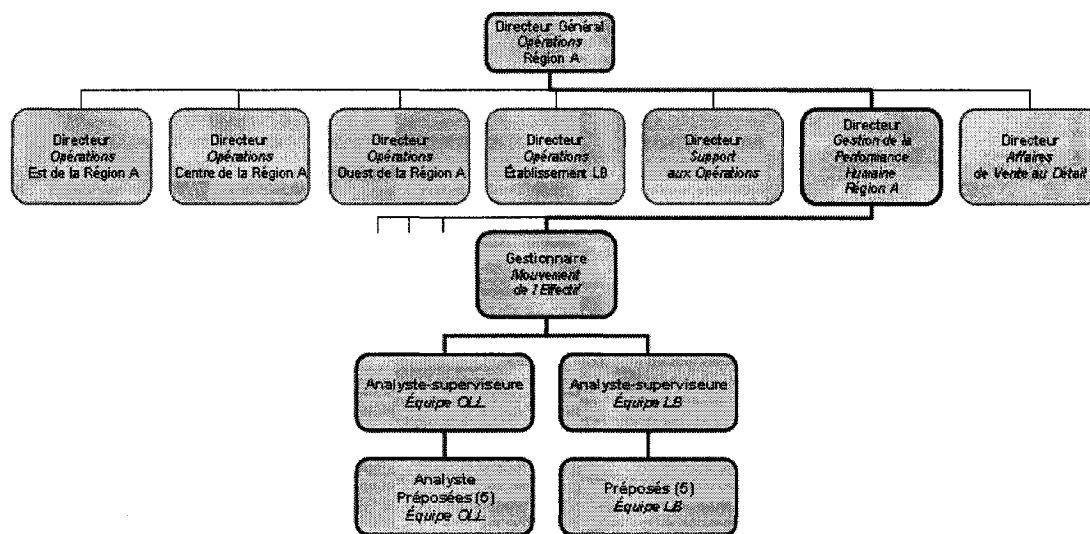 Directeur Général
Opérations
Région A
Directeur
Opérations
Est de la Région A
Directeur
Opérations
Centre de la Région A
Directeur
Opérations
Ouest de la Région A
Directeur
Opérations
Établissement LB
Directeur
Support
aux Opérations
Directeur
Gestion de la
Performance
Humaine
Région A
Directeur
Affaires
de Vente au Détail
Gestionnaire
Mouvement
de l'Effectif
Analyste-superviseure
Équipe OLL
Analyste-superviseure
Équipe LB
Analyste
Préposées (5)
Équipe OLL
Préposés (5)
Équipe LB